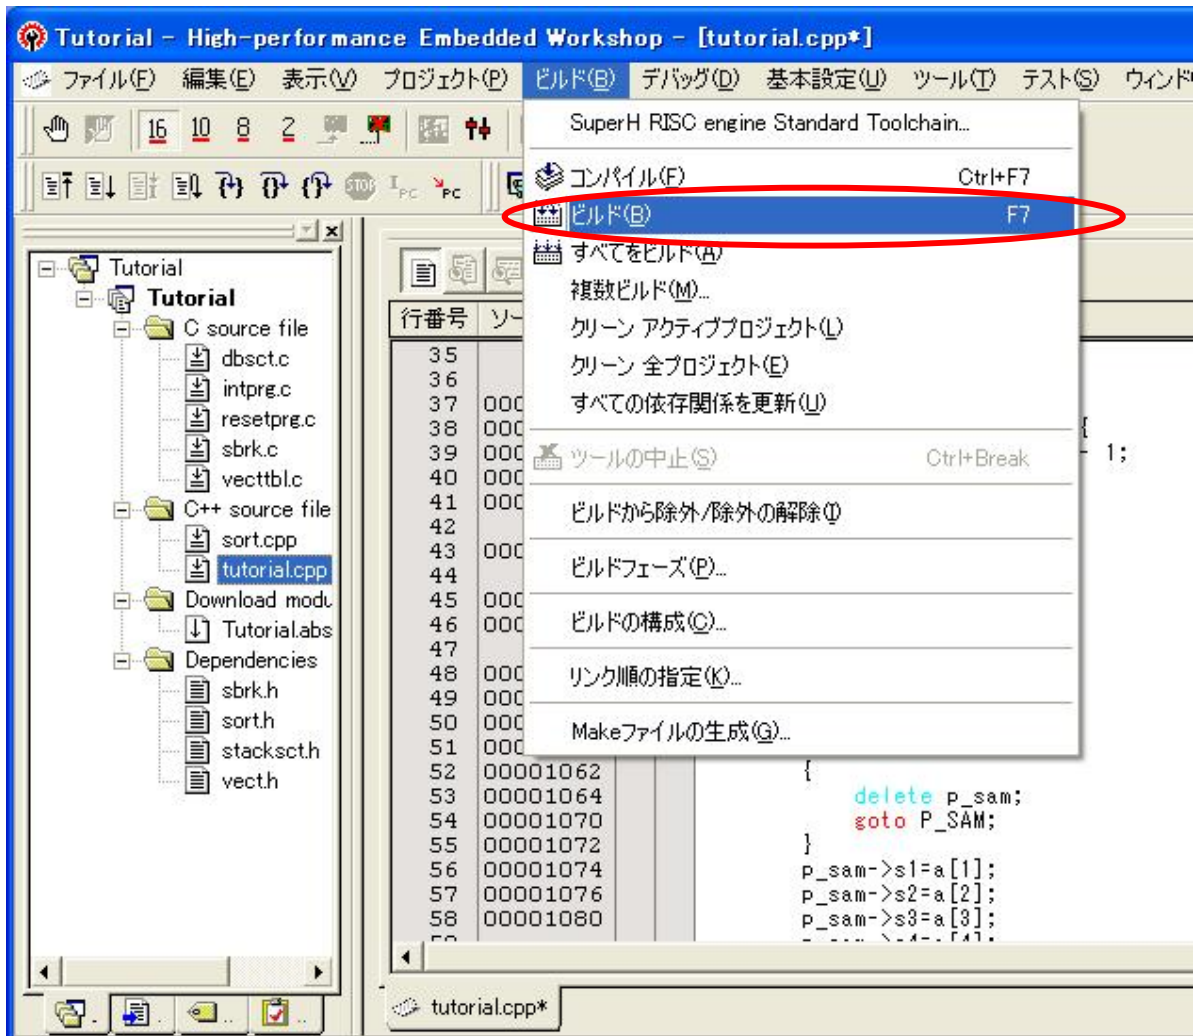 Tutorial - High-performance Embedded Workshop - [tutorial.cpp*]
ファイル(F) 編集(E) 表示(V) プロジェクト(P) ビルド(B) デバッグ(D) 基本設定(U) ツール(T) テスト(S)
16 10 8 2
STOP PC PC
SuperH RISC engine Standard Toolchain...
コンパイル(F) Ctrl+F7
ビルド(B) F7
すべてをビルド(A)
複数ビルド(M)...
クリーン アクティブプロジェクト(L)
クリーン 全プロジェクト(E)
すべての依存関係を更新(U)
ツールの中止(S) Ctrl+Break
ビルドから除外/除外の解除(I)
ビルドフェーズ(P)...
ビルドの構成(C)...
リンク順の指定(K)...
Makeファイルの生成(G)...
Tutorial
Tutorial
C source file
dbsct.c
intprg.c
resetprg.c
sbrk.c
vecttbl.c
C++ source file
sort.cpp
tutorial.cpp
Download modu
Tutorial.abs
Dependencies
sbrk.h
sort.h
stacksct.h
vect.h
行番号
35
36
37 000
38 000 {
39 000 - 1;
40 000
41 000
42
43 000
44
45 000
46 000
47
48 000
49 000
50 000
51 000
52 00001062 {
53 00001064 delete p_sam;
54 00001070 goto P_SAM;
55 00001072 }
56 00001074 p_sam->s1=a[1];
57 00001076 p_sam->s2=a[2];
58 00001080 p_sam->s3=a[3];
tutorial.cpp*